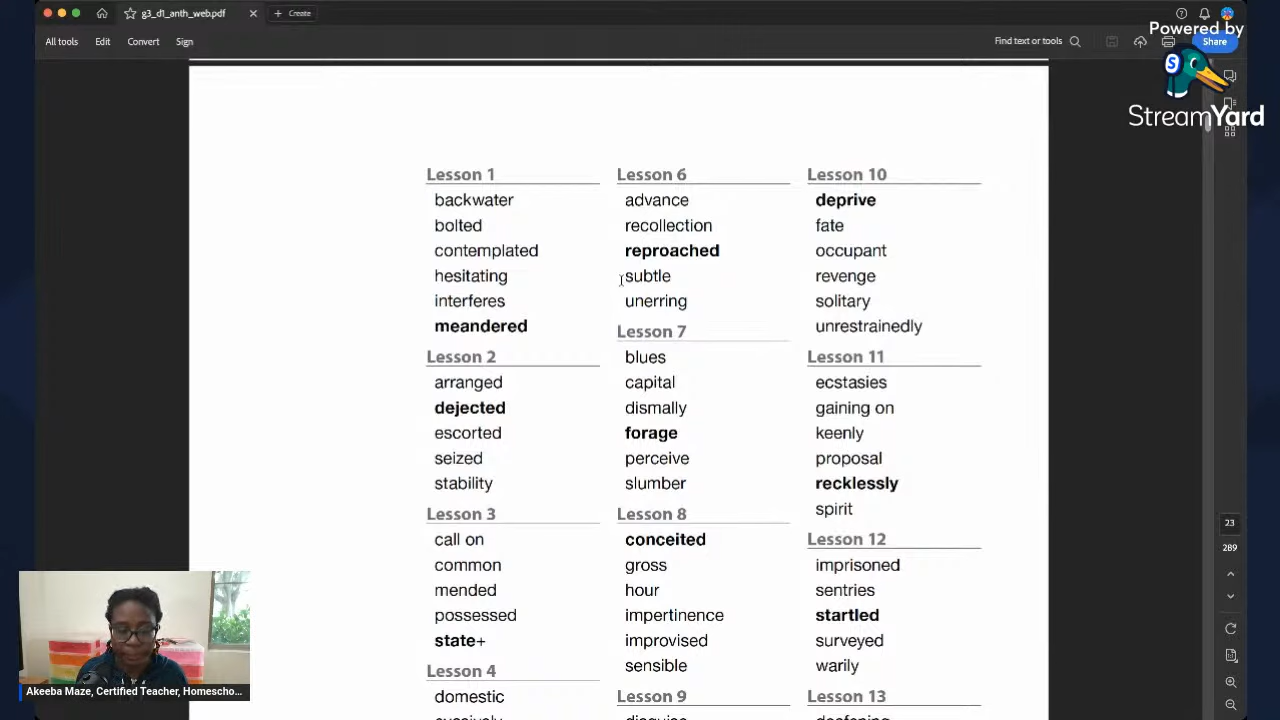 g3_d1_anth_web.pdf
Create
All tools
Edit
Convert
Sign
Find text or tools
Share
Powered by
StreamYard
Lesson 1
backwater
bolted
contemplated
hesitating
interferes
meandered
Lesson 2
arranged
dejected
escorted
seized
stability
Lesson 3
call on
common
mended
possessed
state+
Lesson 4
domestic
Lesson 6
advance
recollection
reproached
subtle
unerring
Lesson 7
blues
capital
dismally
forage
perceive
slumber
Lesson 8
conceited
gross
hour
impertinence
improvised
sensible
Lesson 9
Lesson 10
deprive
fate
occupant
revenge
solitary
unrestrainedly
Lesson 11
ecstasies
gaining on
keenly
proposal
recklessly
spirit
Lesson 12
imprisoned
sentries
startled
surveyed
warily
Lesson 13
23
289
Akeeba Maze, Certified Teacher, Homescho...